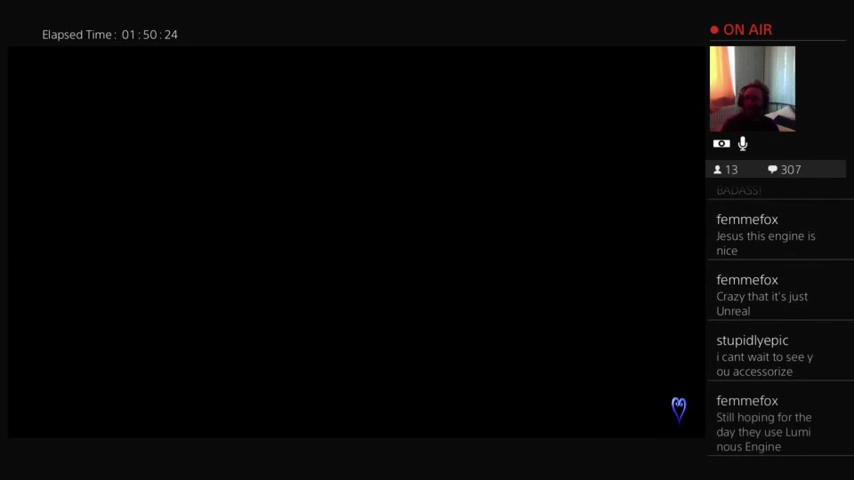 Elapsed Time: 01:50:24
ON AIR
13 307
BADASS!
femmefox
Jesus this engine is
nice
femmefox
Crazy that it's just
Unreal
stupidlyepic
i cant wait to see y
ou accessorize
femmefox
Still hoping for the
day they use Lumi
nous Engine